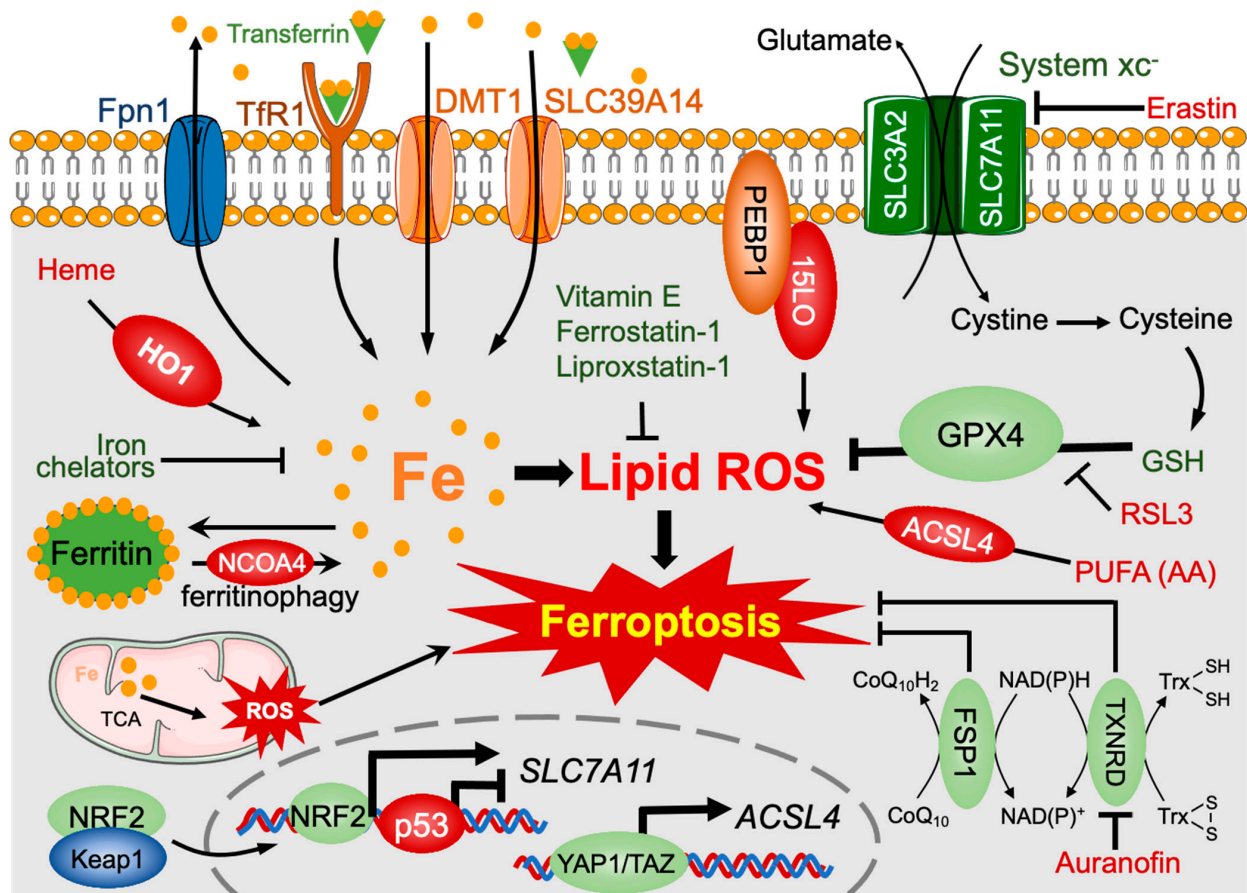 Transferrin
Glutamate
System xc-
Fpn1
TfR1
DMT1
SLC39A14
Erastin
SLC3A2
SLC7A11
PEBP1
15LO
Heme
HO1
Vitamin E
Ferrostatin-1
Liproxstatin-1
Cystine
Cysteine
Iron
chelators
Fe
Lipid ROS
GPX4
GSH
RSL3
ACSL4
PUFA (AA)
Ferritin
NCOA4
ferritinophagy
Ferroptosis
Fe
TCA
ROS
CoQ10H2
NAD(P)H
Trx
SH
SH
FSP1
TXNRD
CoQ10
NAD(P)+
Trx
S
S
Auranofin
NRF2
Keap1
NRF2
p53
SLC7A11
YAP1/TAZ
ACSL4